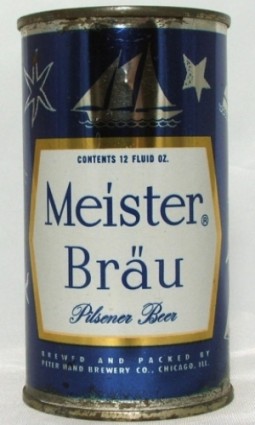 CONTENTS 12 FLUID OZ.
Meister®
Bräu
Pilsener Beer
BREWED AND PACKED BY
PETER HAND BREWERY CO., CHICAGO, ILL.